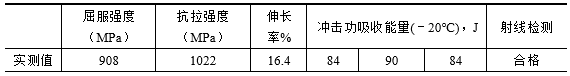 屈服强度（MPa） 抗拉强度（MPa） 伸长率% 冲击功吸收能量(﹣20℃)，J 射线检测
实测值 908 1022 16.4 84 90 84 合格